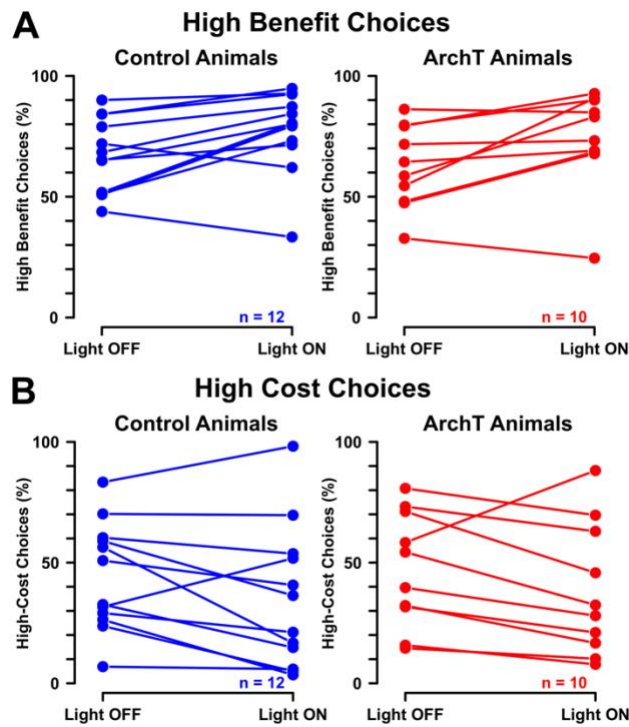 A
High Benefit Choices
Control Animals
ArchT Animals
High Benefit Choices (%)
100
50
0
n = 12
Light OFF
Light ON
High Benefit Choices (%)
100
50
0
n = 10
Light OFF
Light ON
B
High Cost Choices
Control Animals
ArchT Animals
High-Cost Choices (%)
100
50
0
n = 12
Light OFF
Light ON
High-Cost Choices (%)
100
50
0
n = 10
Light OFF
Light ON